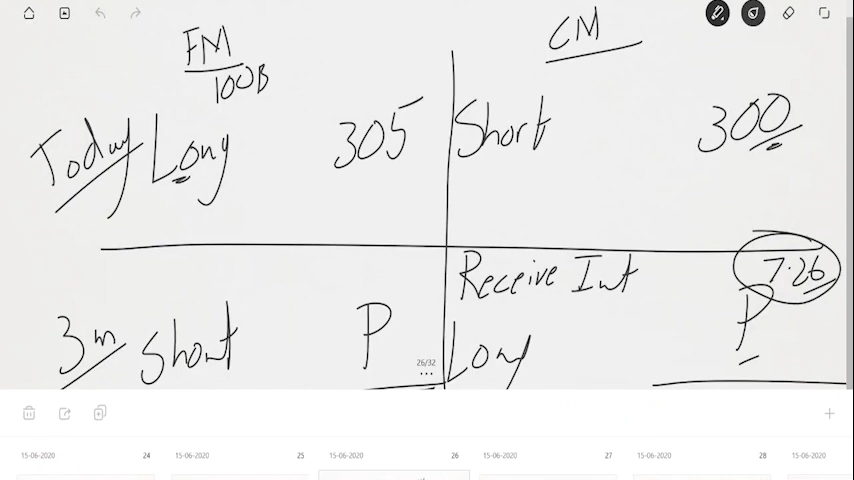 FM
100B
CM
Today Long 305 Short 300
Receive Int 7.26
3m Short P Long P
26/32
15-06-2020 24 15-06-2020 25 15-06-2020 26 15-06-2020 27 15-06-2020 28 15-06-2020